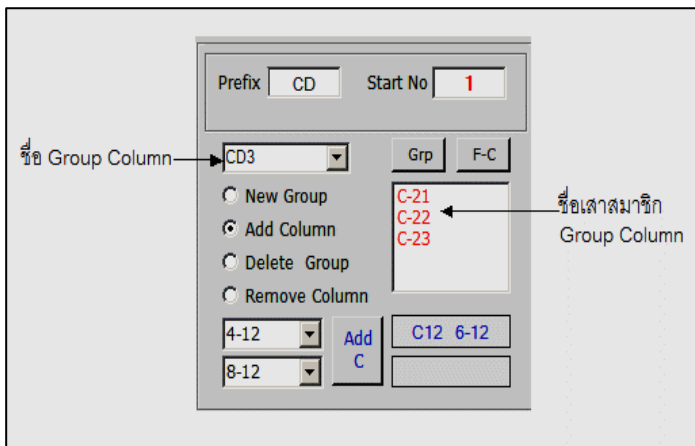 Prefix CD Start No 1
ชื่อ Group Column CD3 Grp F-C
New Group
Add Column
Delete Group
Remove Column
C-21
C-22
C-23
ชื่อเสาสมาชิก
Group Column
4-12
8-12
Add
C
C12 6-12